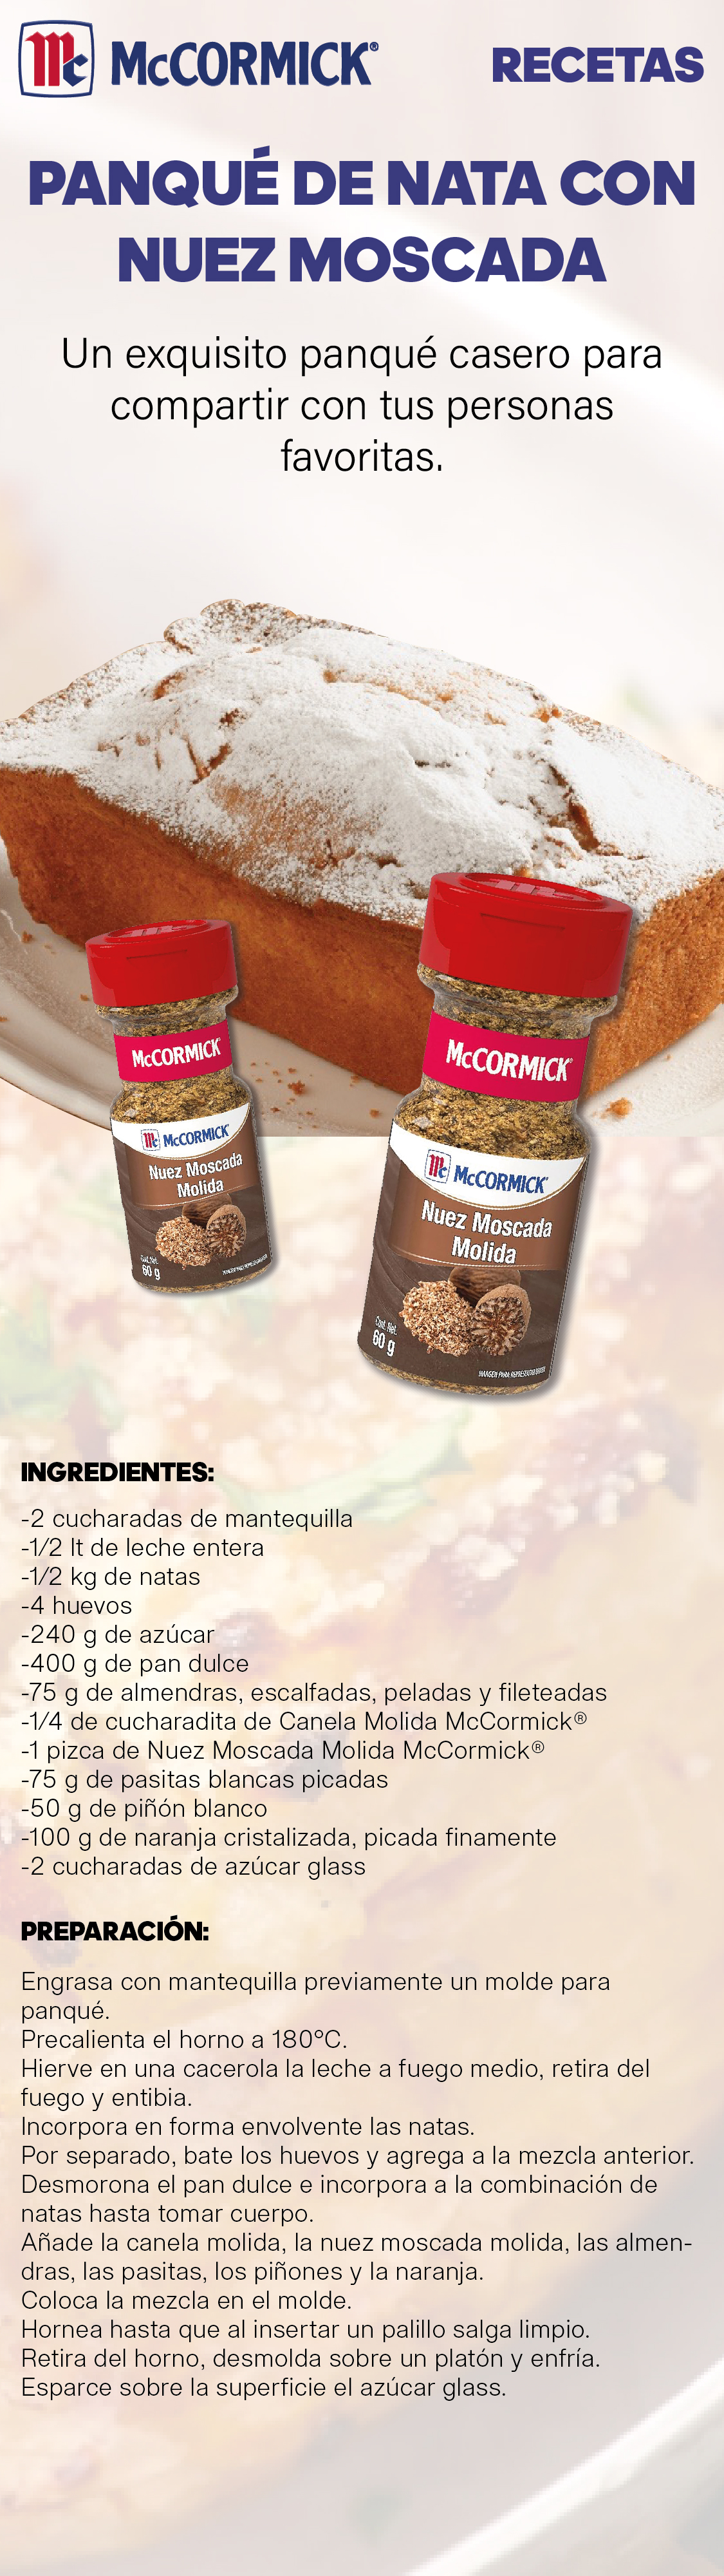 Mc McCORMICK®
RECETAS
PANQUÉ DE NATA CON
NUEZ MOSCADA
Un exquisito panqué casero para
compartir con tus personas
favoritas.
McCORMICK
Mc McCORMICK
Nuez Moscada
Molida
Cont. Net.
60 g
McCORMICK®
Mc McCORMICK®
Nuez Moscada
Molida
Cont. Net.
60 g
INGREDIENTES:
-2 cucharadas de mantequilla
-1/2 lt de leche entera
-1/2 kg de natas
-4 huevos
-240 g de azúcar
-400 g de pan dulce
-75 g de almendras, escalfadas, peladas y fileteadas
-1/4 de cucharadita de Canela Molida McCormick®
-1 pizca de Nuez Moscada Molida McCormick®
-75 g de pasitas blancas picadas
-50 g de piñón blanco
-100 g de naranja cristalizada, picada finamente
-2 cucharadas de azúcar glass
PREPARACIÓN:
Engrasa con mantequilla previamente un molde para
panqué.
Precalienta el horno a 180°C.
Hierve en una cacerola la leche a fuego medio, retira del
fuego y entibia.
Incorpora en forma envolvente las natas.
Por separado, bate los huevos y agrega a la mezcla anterior.
Desmorona el pan dulce e incorpora a la combinación de
natas hasta tomar cuerpo.
Añade la canela molida, la nuez moscada molida, las almen-
dras, las pasitas, los piñones y la naranja.
Coloca la mezcla en el molde.
Hornea hasta que al insertar un palillo salga limpio.
Retira del horno, desmolda sobre un platón y enfría.
Esparce sobre la superficie el azúcar glass.